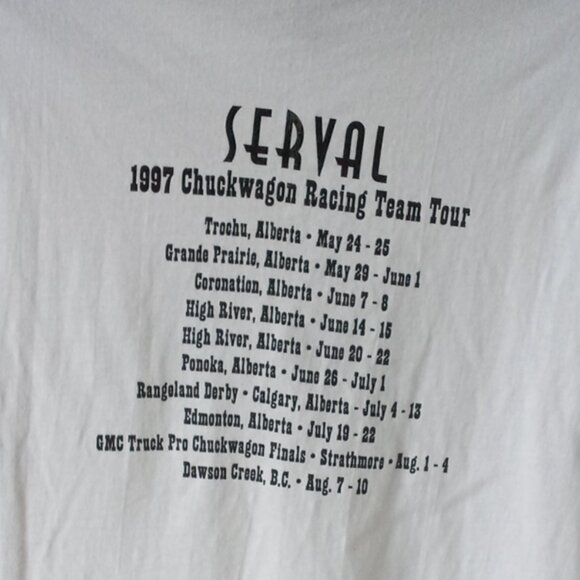 SERVAL
1997 Chuckwagon Racing Team Tour
Trochu, Alberta • May 24 - 25
Grande Prairie, Alberta • May 29 - June 1
Coronation, Alberta • June 7 - 8
High River, Alberta • June 14 - 15
High River, Alberta • June 20 - 22
Ponoka, Alberta • June 26 - July 1
Rangeland Derby • Calgary, Alberta - July 4 - 13
Edmonton, Alberta • July 19 - 22
GMC Truck Pro Chuckwagon Finals • Strathmore • Aug. 1 - 4
Dawson Creek, B.C. • Aug. 7 - 10